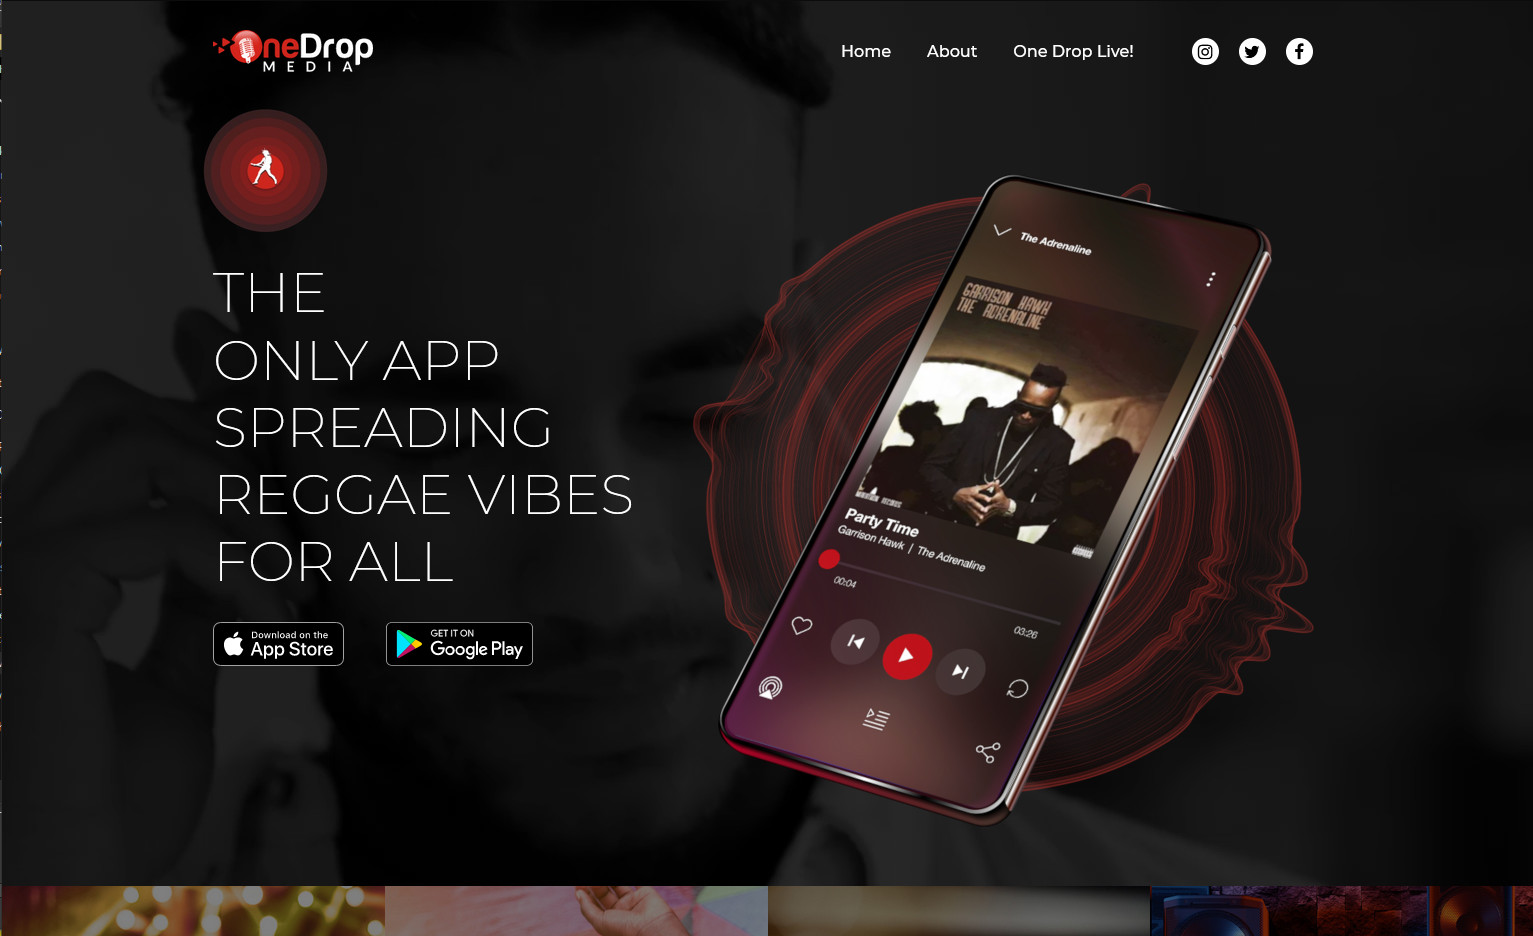 OneDrop
MEDIA
Home
About
One Drop Live!
THE
ONLY APP
SPREADING
REGGAE VIBES
FOR ALL
Download on the
App Store
GET IT ON
Google Play
The Adrenaline
GARRISON HAWK
THE ADRENALINE
Party Time
Garrison Hawk | The Adrenaline
00:04
03:26